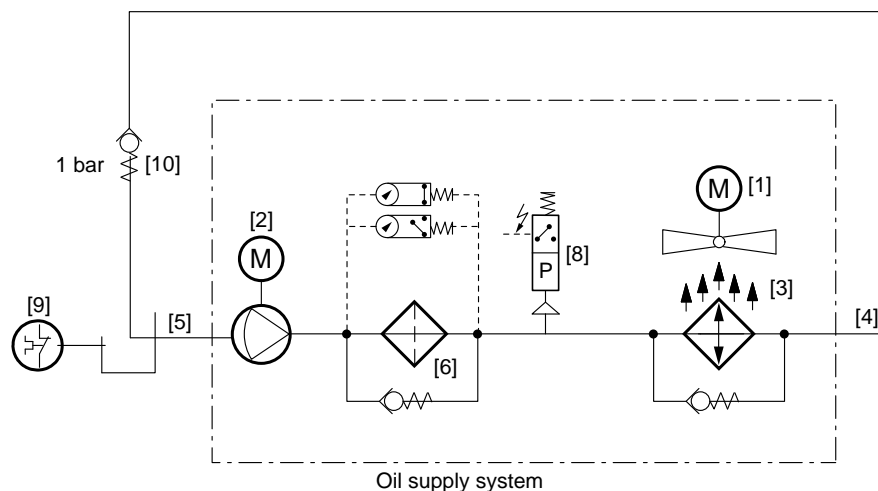 1 bar
[10]
[2]
M
M
[1]
[8]
P
[3]
[9]
[5]
[6]
[4]
Oil supply system